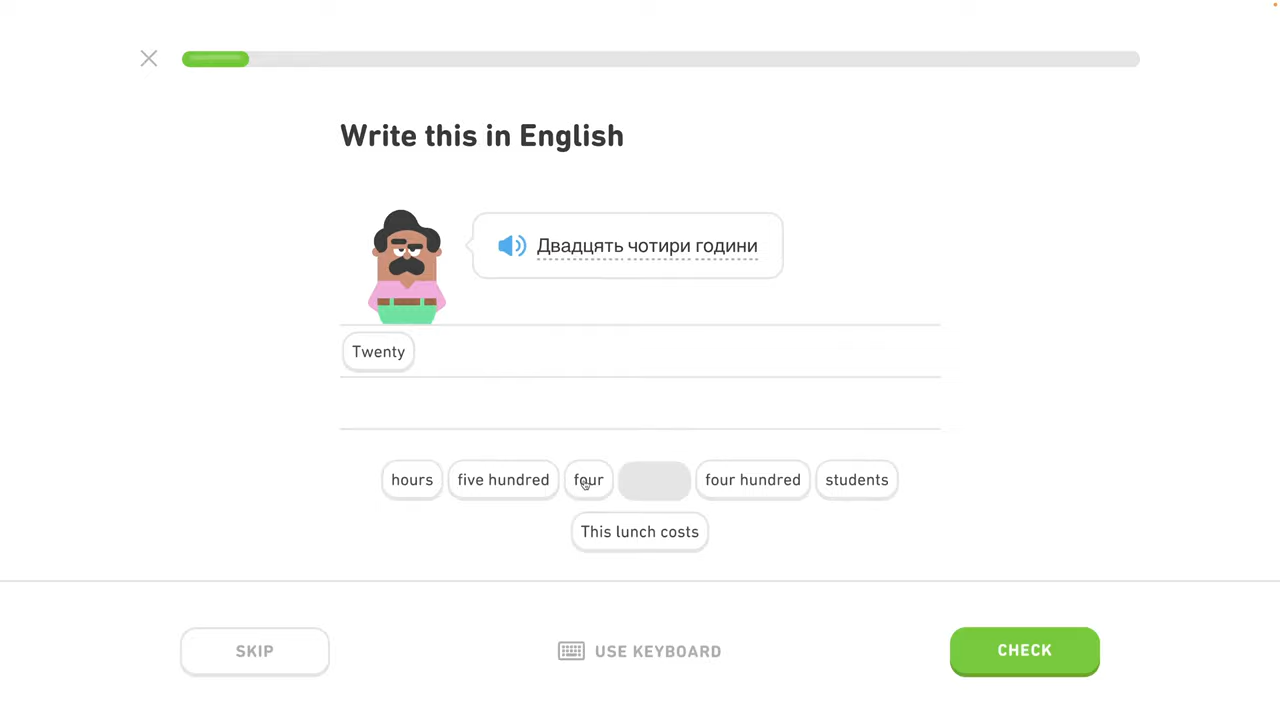 Write this in English
Двадцять чотири години
Twenty
hours five hundred four four hundred students
This lunch costs
SKIP USE KEYBOARD CHECK